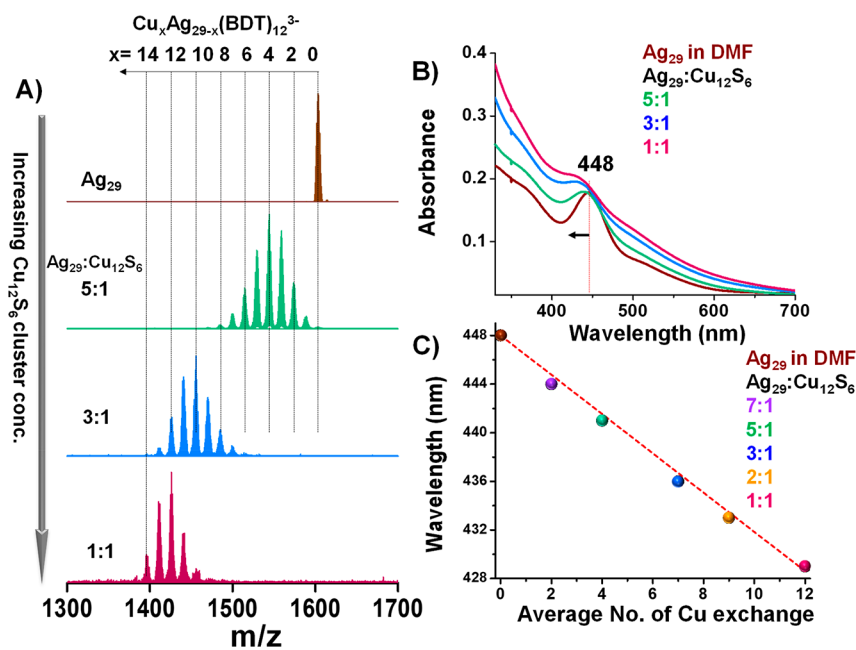 CuxAg29-x(BDT)12 3-
x= 14 12 10 8 6 4 2 0
A)
Increasing Cu12S6 cluster conc.
Ag29
Ag29:Cu12S6
5:1
3:1
1:1
1300 1400 1500 1600 1700
m/z
B)
Ag29 in DMF
Ag29:Cu12S6
5:1
3:1
1:1
448
Absorbance
0.4
0.3
0.2
0.1
400 500 600 700
Wavelength (nm)
C)
Ag29 in DMF
Ag29:Cu12S6
7:1
5:1
3:1
2:1
1:1
Wavelength (nm)
448
444
440
436
432
428
0 2 4 6 8 10 12
Average No. of Cu exchange